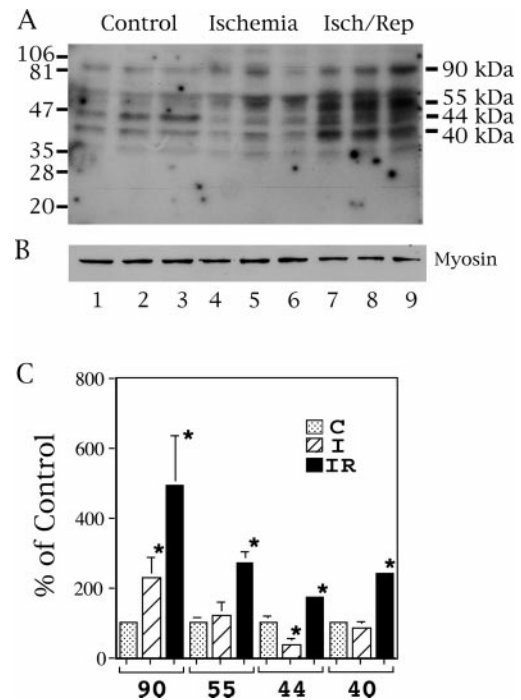 A Control Ischemia Isch/Rep
106
81 90 kDa
55 kDa
47 44 kDa
40 kDa
35
28
20
B Myosin
1 2 3 4 5 6 7 8 9
C
800
600
400
200
0
% of Control
C
I
IR
* * * * * *
90 55 44 40